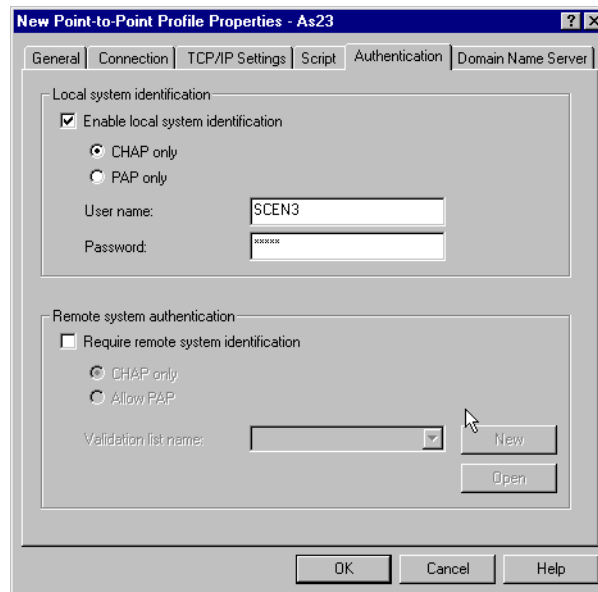 New Point-to-Point Profile Properties - As23
General Connection TCP/IP Settings Script Authentication Domain Name Server
Local system identification
Enable local system identification
CHAP only
PAP only
User name: SCEN3
Password: xxxxx
Remote system authentication
Require remote system identification
CHAP only
Allow PAP
Validation list name: New
Open
OK Cancel Help